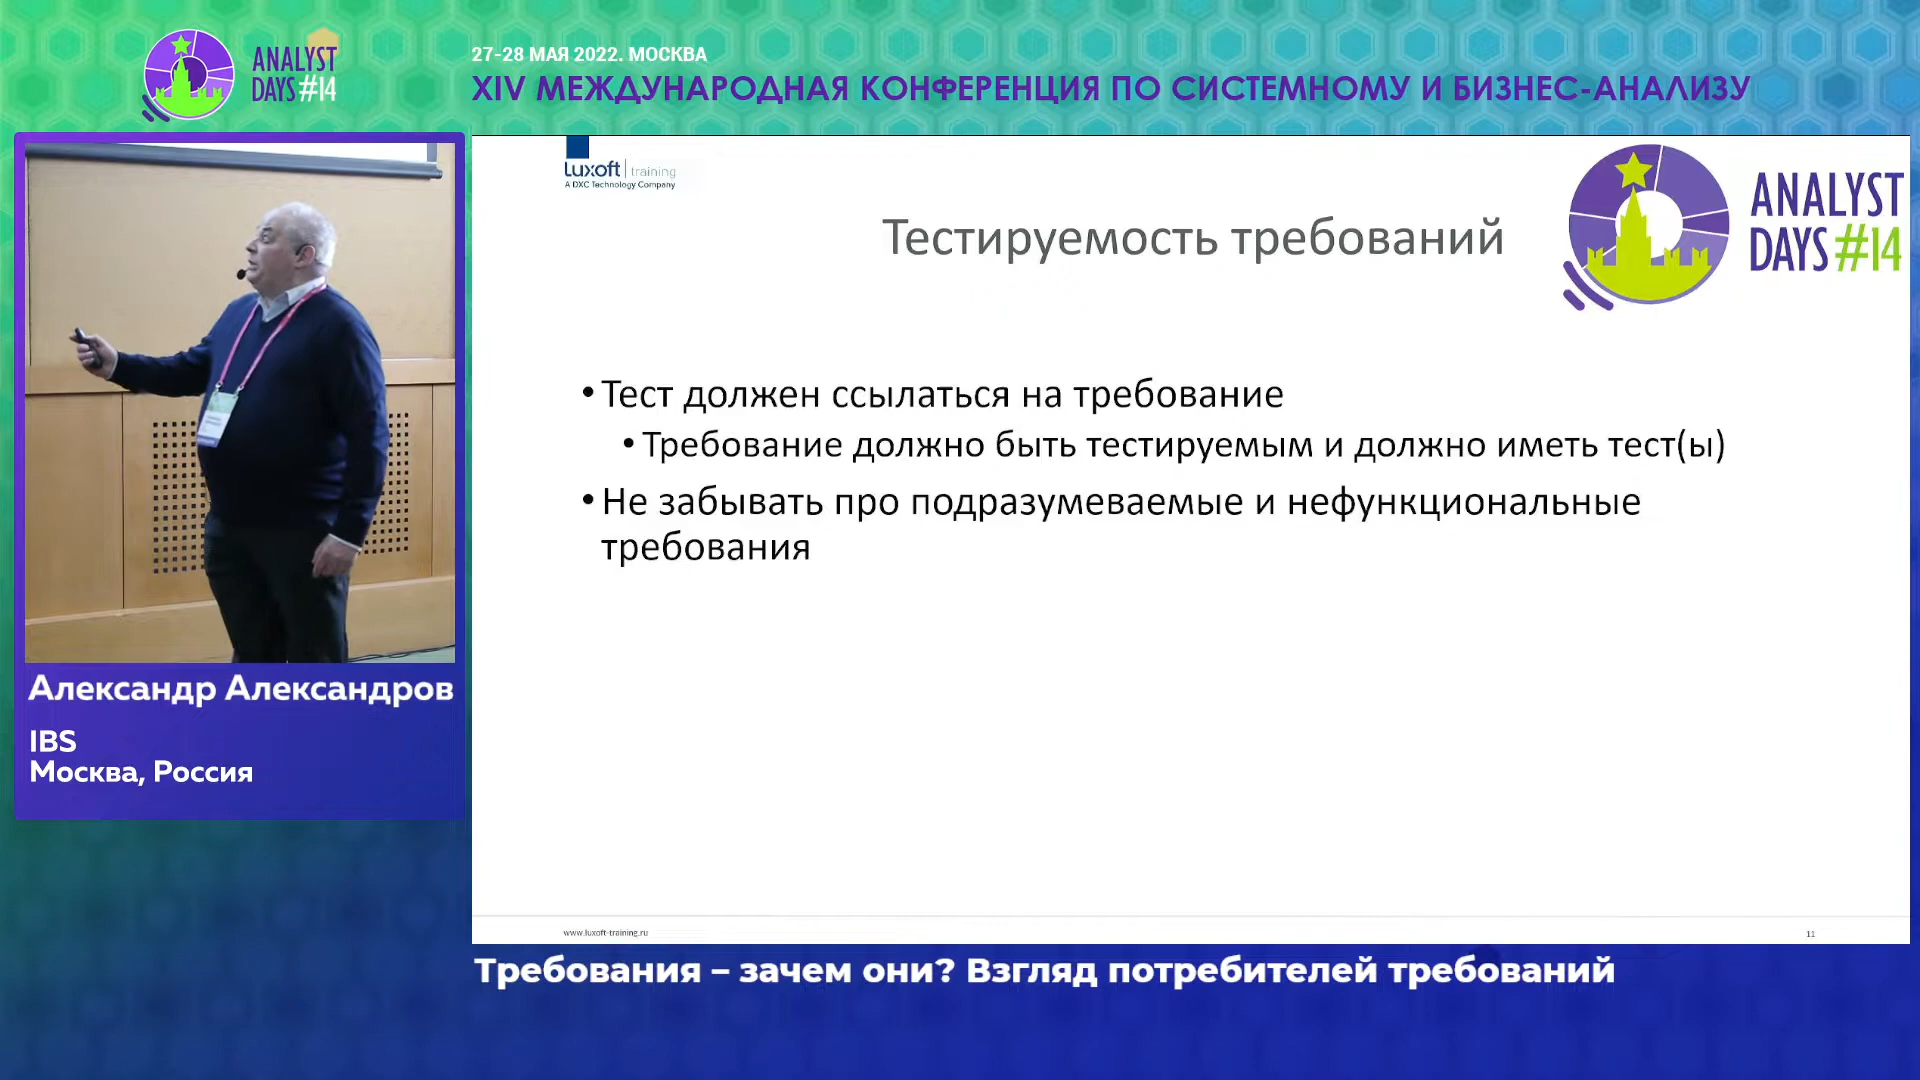 ANALYST
DAYS #14
27-28 МАЯ 2022. МОСКВА
XIV МЕЖДУНАРОДНАЯ КОНФЕРЕНЦИЯ ПО СИСТЕМНОМУ И БИЗНЕС-АНАЛИЗУ
Luxoft training
A DXC Technology Company
ANALYST
DAYS #14
Тестируемость требований
• Тест должен ссылаться на требование
• Требование должно быть тестируемым и должно иметь тест(ы)
• Не забывать про подразумеваемые и нефункциональные
требования
www.luxoft-training.ru
11
Александр Александров
IBS
Москва, Россия
Требования – зачем они? Взгляд потребителей требований